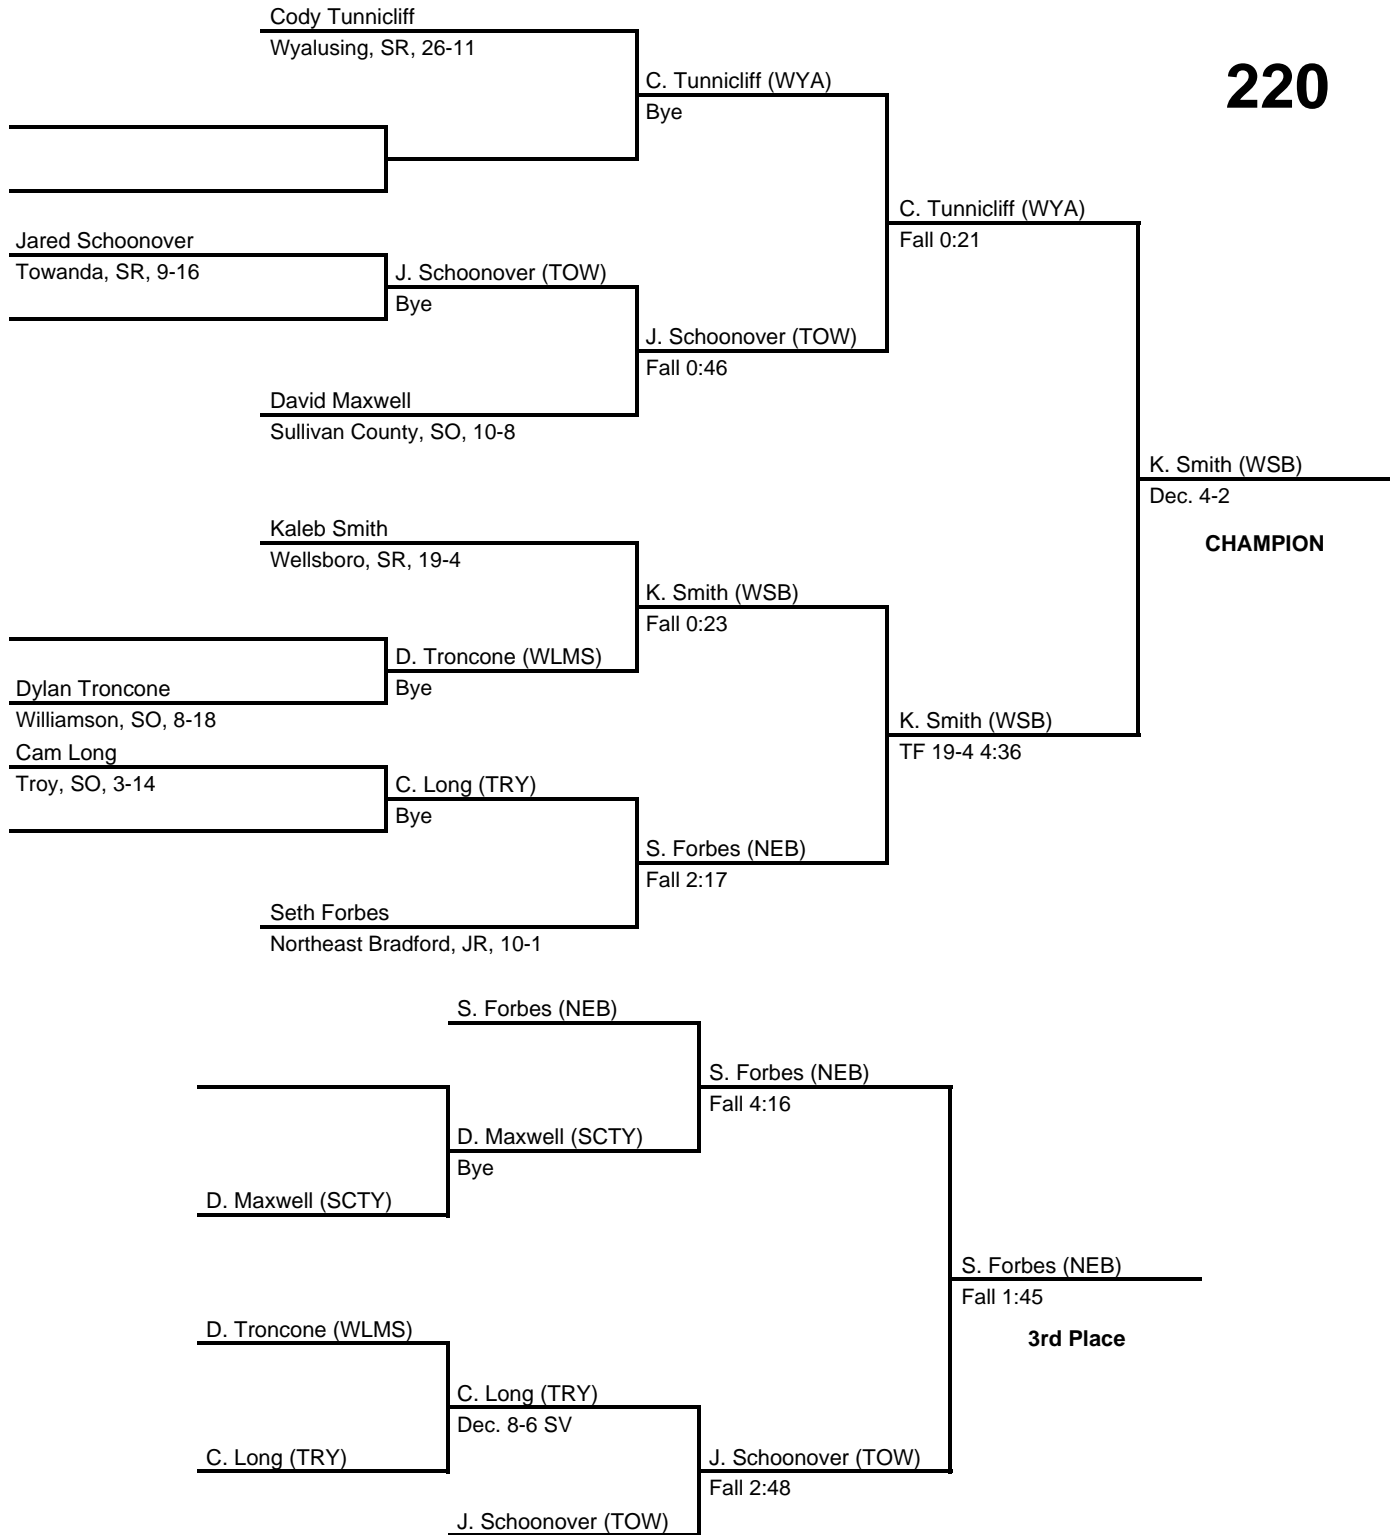 Cody Tunnicliff
Wyalusing, SR, 26-11
220
C. Tunnicliff (WYA)
Bye
C. Tunnicliff (WYA)
Fall 0:21
Jared Schoonover
Towanda, SR, 9-16
J. Schoonover (TOW)
Bye
J. Schoonover (TOW)
Fall 0:46
David Maxwell
Sullivan County, SO, 10-8
K. Smith (WSB)
Dec. 4-2
CHAMPION
Kaleb Smith
Wellsboro, SR, 19-4
K. Smith (WSB)
Fall 0:23
D. Troncone (WLMS)
Bye
Dylan Troncone
Williamson, SO, 8-18
K. Smith (WSB)
TF 19-4 4:36
Cam Long
Troy, SO, 3-14
C. Long (TRY)
Bye
S. Forbes (NEB)
Fall 2:17
Seth Forbes
Northeast Bradford, JR, 10-1
S. Forbes (NEB)
S. Forbes (NEB)
Fall 4:16
D. Maxwell (SCTY)
Bye
D. Maxwell (SCTY)
S. Forbes (NEB)
Fall 1:45
3rd Place
D. Troncone (WLMS)
C. Long (TRY)
Dec. 8-6 SV
C. Long (TRY)
J. Schoonover (TOW)
Fall 2:48
J. Schoonover (TOW)